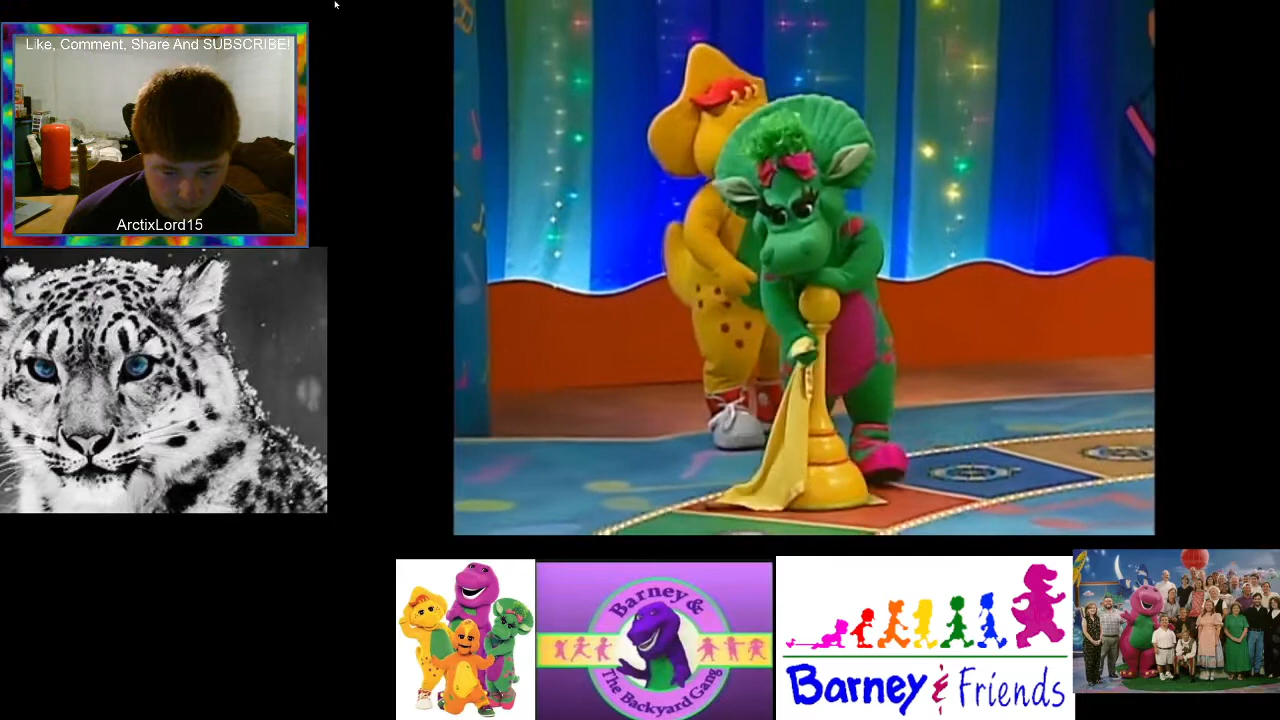 Like, Comment, Share And SUBSCRIBE!
ArctixLord15
Barney &
The Backyard Gang
Barney & Friends